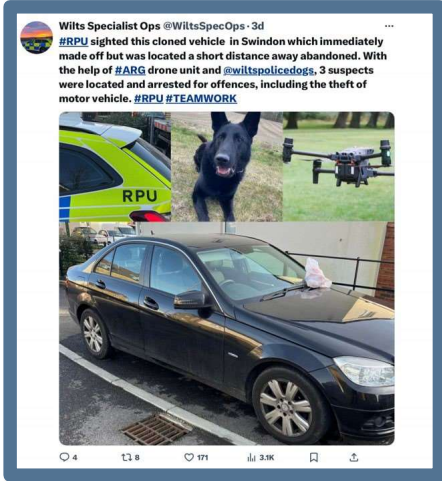 Wilts Specialist Ops @WiltsSpecOps · 3d
#RPU sighted this cloned vehicle in Swindon which immediately
made off but was located a short distance away abandoned. With
the help of #ARG drone unit and @wiltspolicedogs, 3 suspects
were located and arrested for offences, including the theft of
motor vehicle. #RPU #TEAMWORK
RPU
4 8 171 3.1K